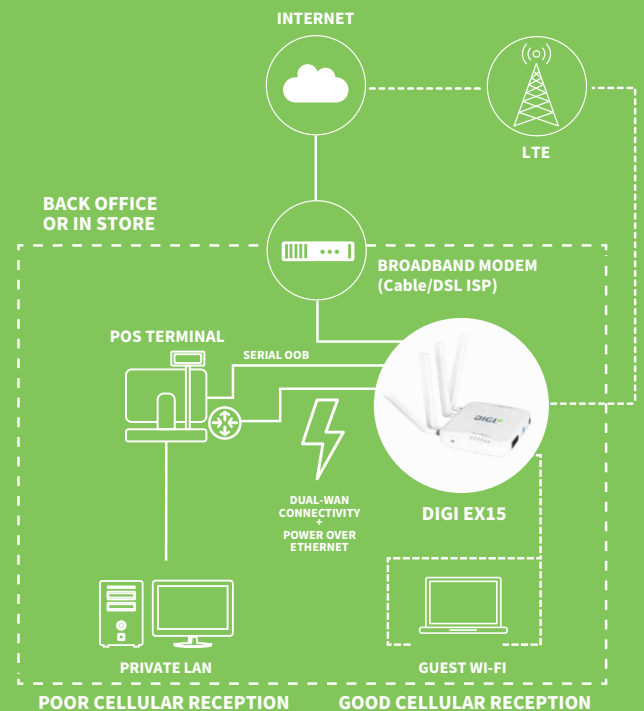 INTERNET
LTE
BACK OFFICE
OR IN STORE
BROADBAND MODEM
(Cable/DSL ISP)
POS TERMINAL
SERIAL OOB
DIGI
DUAL-WAN
CONNECTIVITY
+
POWER OVER
ETHERNET
DIGI EX15
PRIVATE LAN
GUEST WI-FI
POOR CELLULAR RECEPTION
GOOD CELLULAR RECEPTION